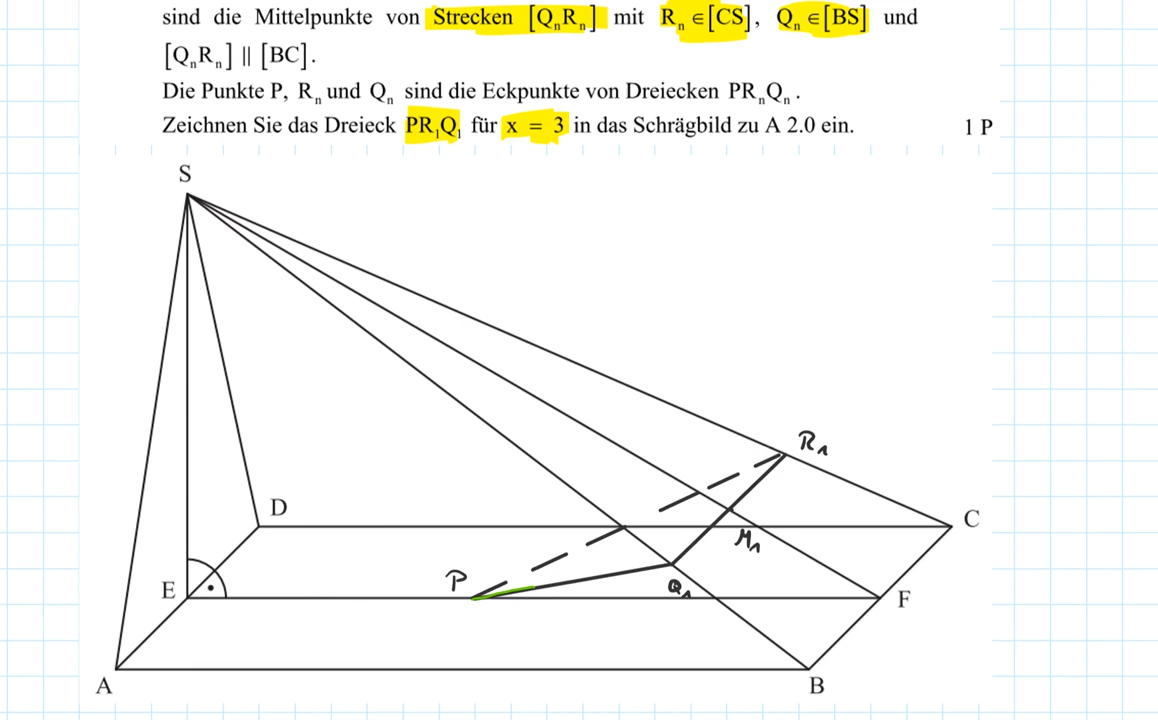 sind die Mittelpunkte von Strecken [QₙRₙ] mit Rₙ ∈[CS], Qₙ ∈[BS] und
[QₙRₙ] || [BC].
Die Punkte P, Rₙ und Qₙ sind die Eckpunkte von Dreiecken PRₙQₙ.
Zeichnen Sie das Dreieck PR₁Q₁ für x = 3 in das Schrägbild zu A 2.0 ein. 1 P
S
R₁
D
C
M₁
P
E
Q₁
F
A
B